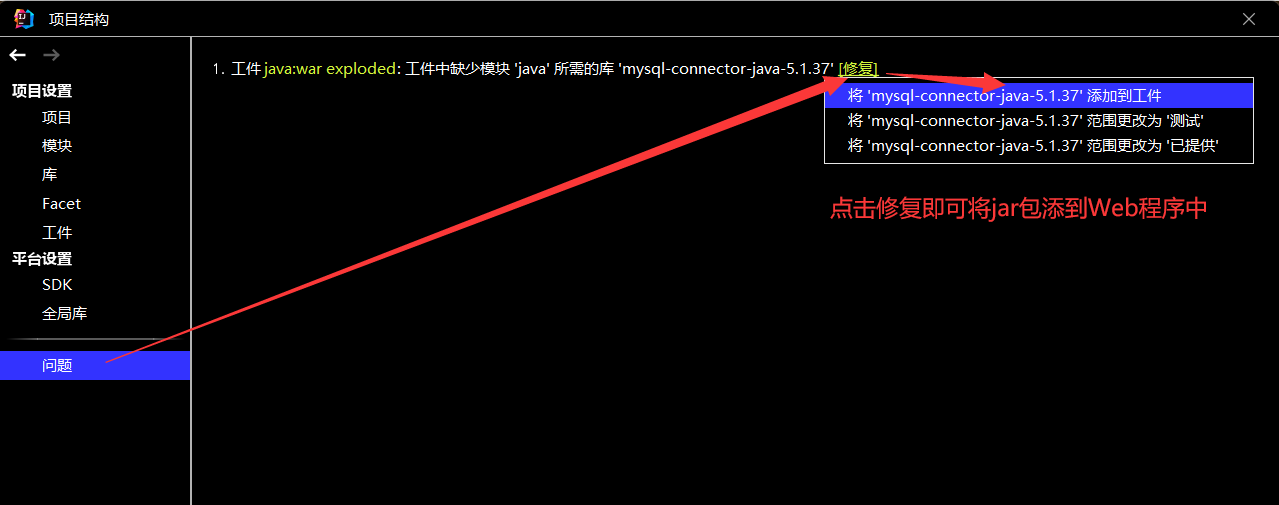 项目结构
项目设置
项目
模块
库
Facet
工件
平台设置
SDK
全局库
问题
1. 工件 java:war exploded: 工件中缺少模块 'java' 所需的库 'mysql-connector-java-5.1.37' [修复]
将 'mysql-connector-java-5.1.37' 添加到工件
将 'mysql-connector-java-5.1.37' 范围更改为 '测试'
将 'mysql-connector-java-5.1.37' 范围更改为 '已提供'
点击修复即可将jar包添到Web程序中